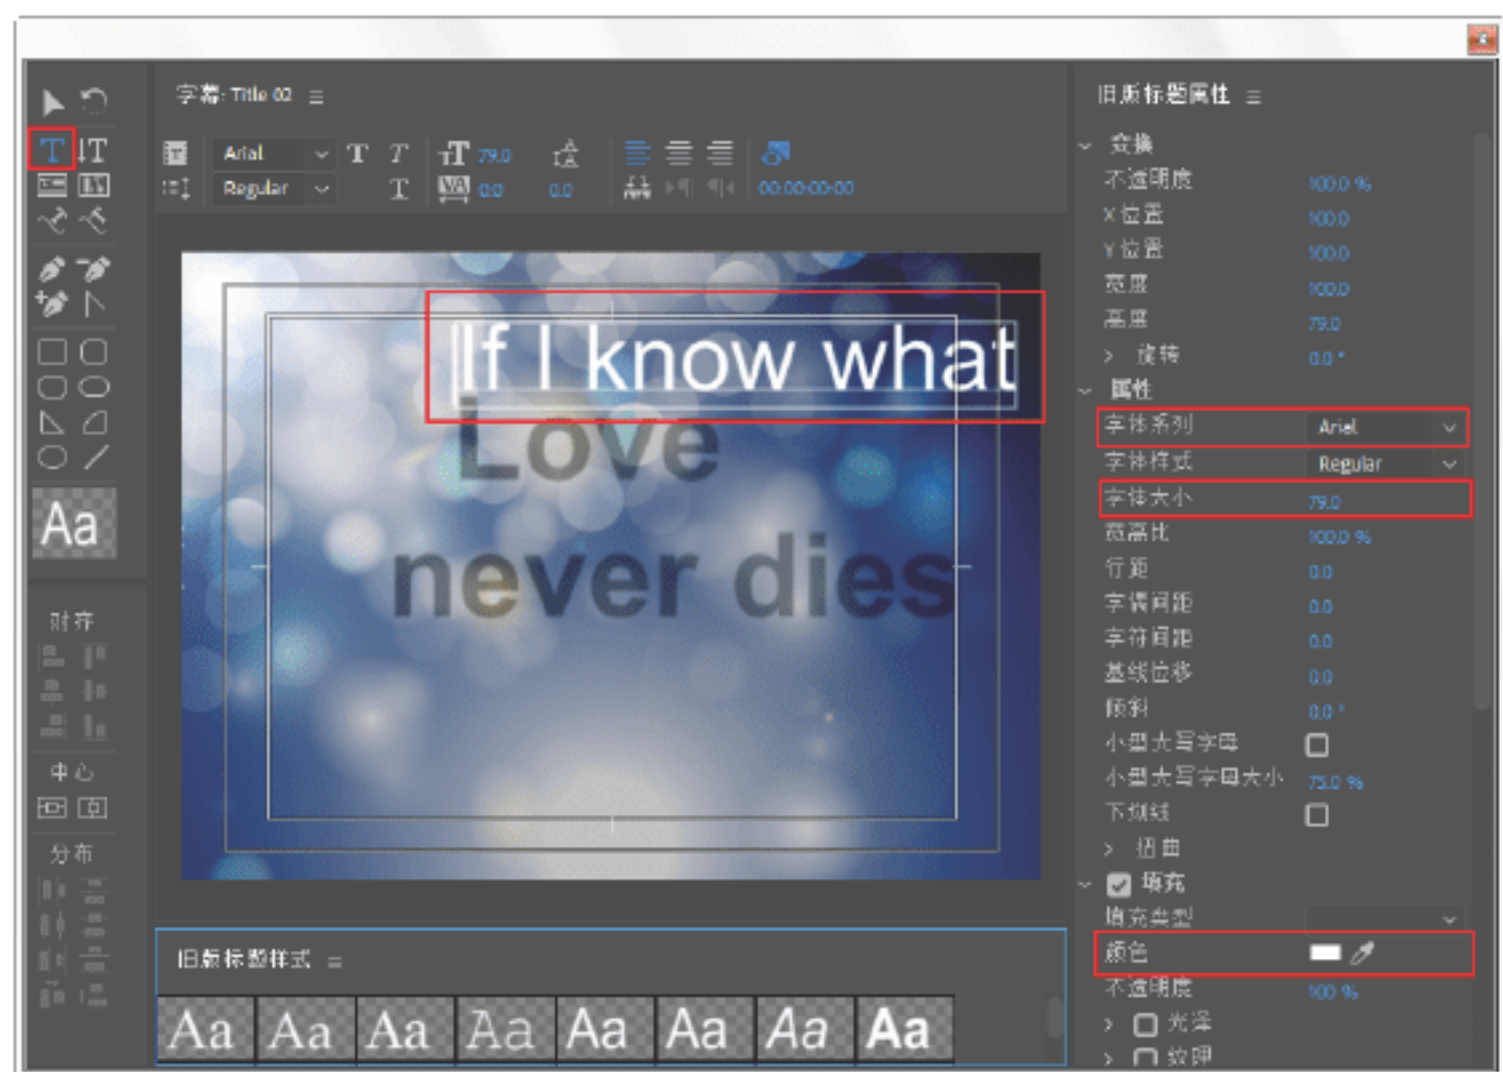 字幕: Title 02
Arial
T T
T 79.0
Regular
T
VA 0.0
0.0
00:00:00:00
T T
Aa
对齐
中心
分布
If I know what
Love
never dies
旧版标题样式
Aa Aa Aa Aa Aa Aa Aa Aa
旧版标题属性
变换
不透明度 100.0 %
X 位置 100.0
Y 位置 100.0
宽度 100.0
高度 79.0
旋转 0.0 °
属性
字体系列 Arial
字体样式 Regular
字体大小 79.0
宽高比 100.0 %
行距 0.0
字偶间距 0.0
字符间距 0.0
基线位移 0.0
倾斜 0.0 °
小型大写字母
小型大写字母大小 75.0 %
下划线
扭曲
填充
填充类型
颜色
不透明度 100 %
光泽
纹理